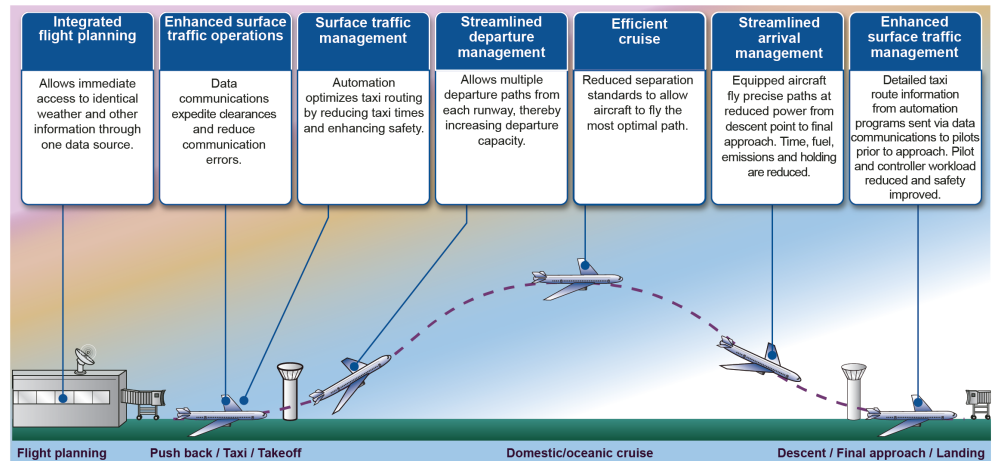 Integrated
flight planning
Allows immediate
access to identical
weather and other
information through
one data source.
Enhanced surface
traffic operations
Data
communications
expedite clearances
and reduce
communication
errors.
Surface traffic
management
Automation
optimizes taxi routing
by reducing taxi times
and enhancing safety.
Streamlined
departure
management
Allows multiple
departure paths from
each runway, thereby
increasing departure
capacity.
Efficient
cruise
Reduced separation
standards to allow
aircraft to fly the
most optimal path.
Streamlined
arrival
management
Equipped aircraft
fly precise paths at
reduced power from
descent point to final
approach. Time, fuel,
emissions and holding
are reduced.
Enhanced
surface traffic
management
Detailed taxi
route information
from automation
programs sent via data
communications to pilots
prior to approach. Pilot
and controller workload
reduced and safety
improved.
Flight planning
Push back / Taxi / Takeoff
Domestic/oceanic cruise
Descent / Final approach / Landing